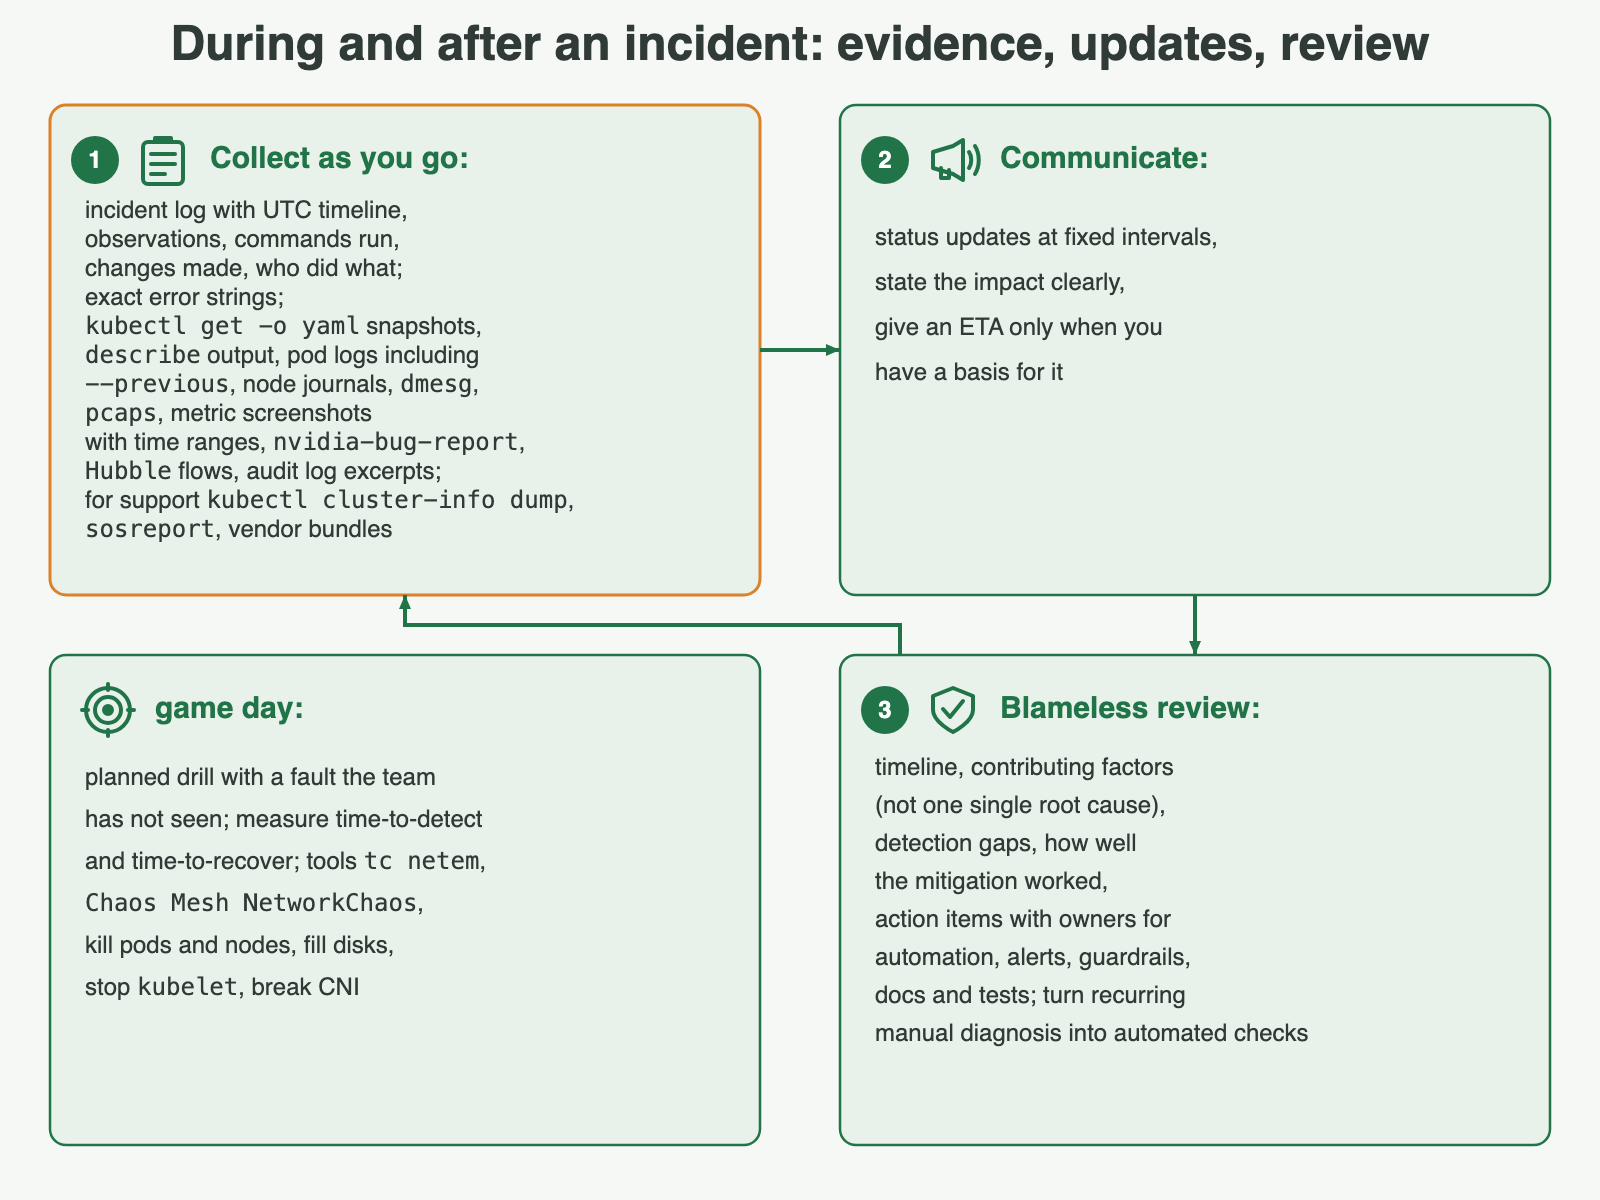 During and after an incident: evidence, updates, review
1
Collect as you go:
incident log with UTC timeline,
observations, commands run,
changes made, who did what;
exact error strings;
kubectl get -o yaml snapshots,
describe output, pod logs including
--previous, node journals, dmesg,
pcaps, metric screenshots
with time ranges, nvidia-bug-report,
Hubble flows, audit log excerpts;
for support kubectl cluster-info dump,
sosreport, vendor bundles
2
Communicate:
status updates at fixed intervals,
state the impact clearly,
give an ETA only when you
have a basis for it
game day:
planned drill with a fault the team
has not seen; measure time-to-detect
and time-to-recover; tools tc netem,
Chaos Mesh NetworkChaos,
kill pods and nodes, fill disks,
stop kubelet, break CNI
3
Blameless review:
timeline, contributing factors
(not one single root cause),
detection gaps, how well
the mitigation worked,
action items with owners for
automation, alerts, guardrails,
docs and tests; turn recurring
manual diagnosis into automated checks